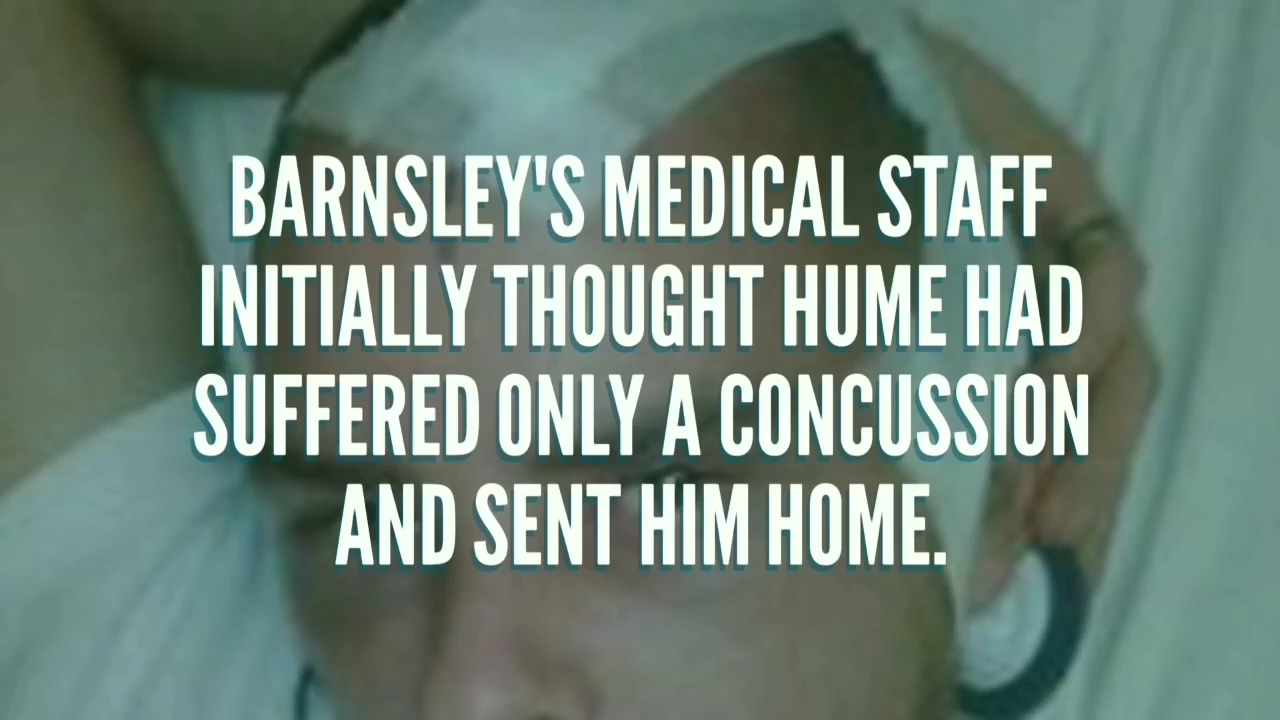 BARNSLEY'S MEDICAL STAFF
INITIALLY THOUGHT HUME HAD
SUFFERED ONLY A CONCUSSION
AND SENT HIM HOME.